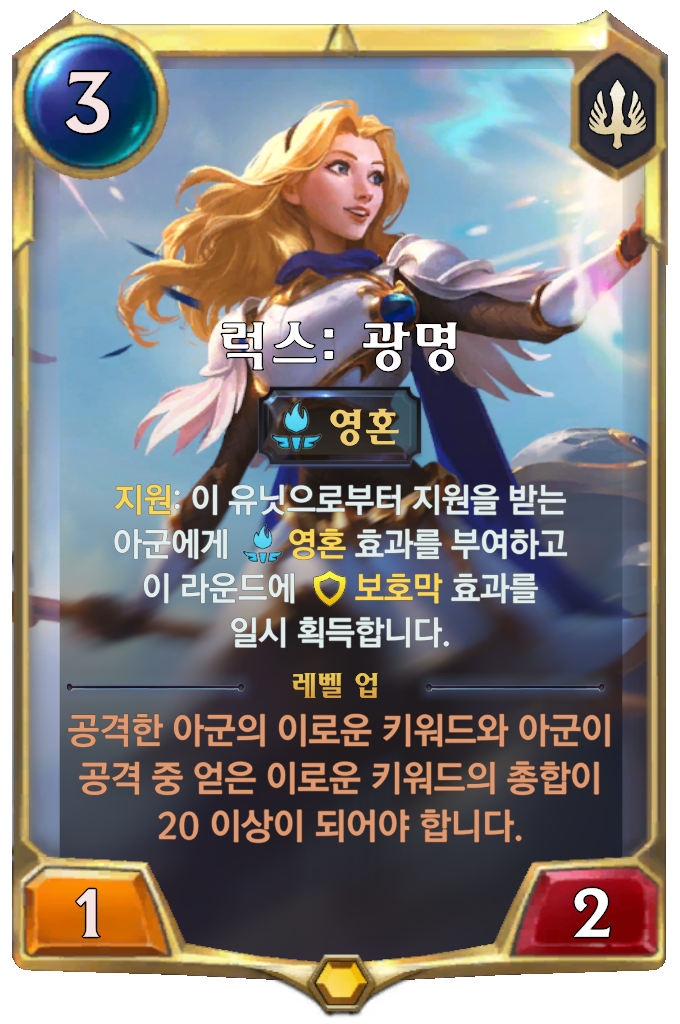 3
럭스: 광명
영혼
지원: 이 유닛으로부터 지원을 받는
아군에게 영혼 효과를 부여하고
이 라운드에 보호막 효과를
일시 획득합니다.
레벨 업
공격한 아군의 이로운 키워드와 아군이
공격 중 얻은 이로운 키워드의 총합이
20 이상이 되어야 합니다.
1
2